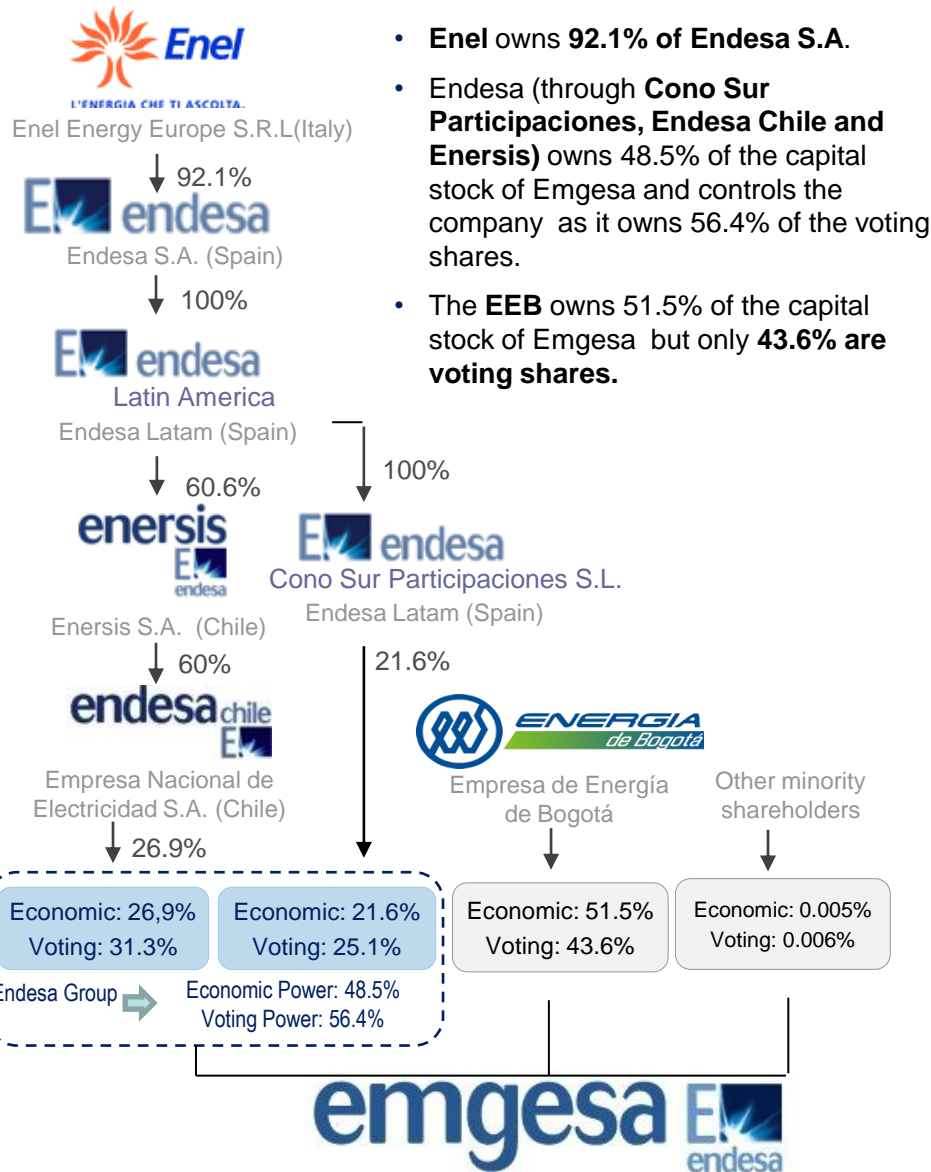 Enel
L'ENERGIA CHE TI ASCOLTA.
Enel Energy Europe S.R.L(Italy)
92.1%
endesa
Endesa S.A. (Spain)
100%
endesa
Latin America
Endesa Latam (Spain)
60.6%
100%
enersis
endesa
Enersis S.A. (Chile)
endesa
Cono Sur Participaciones S.L.
Endesa Latam (Spain)
60%
21.6%
endesa chile
Empresa Nacional de
Electricidad S.A. (Chile)
26.9%
ENERGIA
de Bogotá
Empresa de Energía
de Bogotá
Other minority
shareholders
• Enel owns 92.1% of Endesa S.A.
• Endesa (through Cono Sur
Participaciones, Endesa Chile and
Enersis) owns 48.5% of the capital
stock of Emgesa and controls the
company as it owns 56.4% of the voting
shares.
• The EEB owns 51.5% of the capital
stock of Emgesa but only 43.6% are
voting shares.
Economic: 26,9%
Voting: 31.3%
Economic: 21.6%
Voting: 25.1%
Economic: 51.5%
Voting: 43.6%
Economic: 0.005%
Voting: 0.006%
Endesa Group
Economic Power: 48.5%
Voting Power: 56.4%
emgesa
endesa